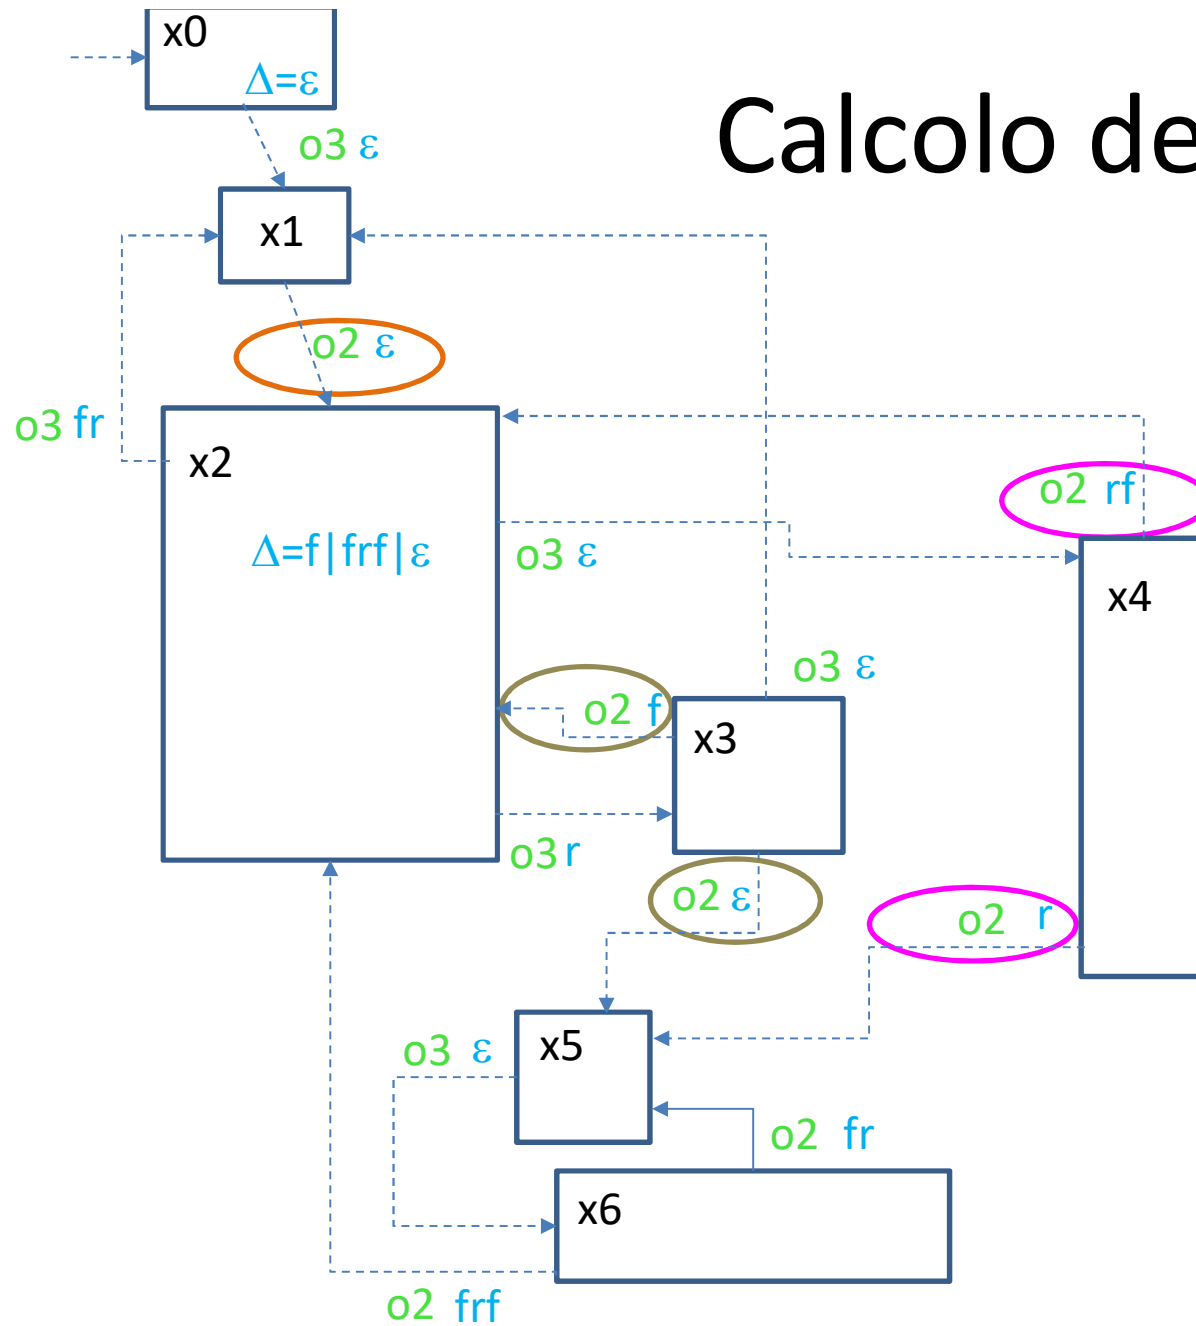 x0
Δ=ε
Calcolo de
o3 ε
x1
o2 ε
o3 fr
x2
o2 rf
Δ=f|frf|ε
o3 ε
x4
o3 ε
o2 f
x3
o3 r
o2 ε
o2 r
o3 ε
x5
o2 fr
x6
o2 frf